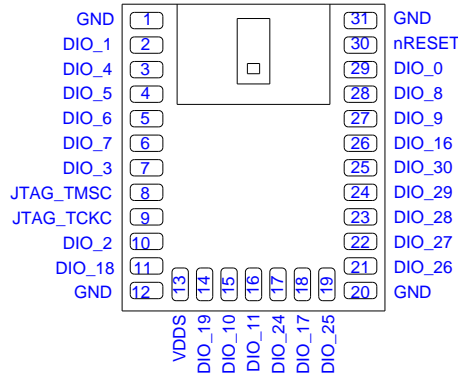 GND 1 31 GND
DIO_1 2 30 nRESET
DIO_4 3 29 DIO_0
DIO_5 4 28 DIO_8
DIO_6 5 27 DIO_9
DIO_7 6 26 DIO_16
DIO_3 7 25 DIO_30
JTAG_TMSC 8 24 DIO_29
JTAG_TCKC 9 23 DIO_28
DIO_2 10 22 DIO_27
DIO_18 11 21 DIO_26
GND 12 20 GND
13 14 15 16 17 18 19
VDDS
DIO_19
DIO_10
DIO_11
DIO_24
DIO_17
DIO_25